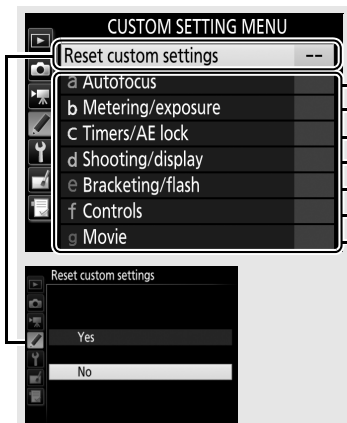 CUSTOM SETTING MENU
Reset custom settings --
a Autofocus
b Metering/exposure
c Timers/AE lock
d Shooting/display
e Bracketing/flash
f Controls
g Movie
Reset custom settings
Yes
No